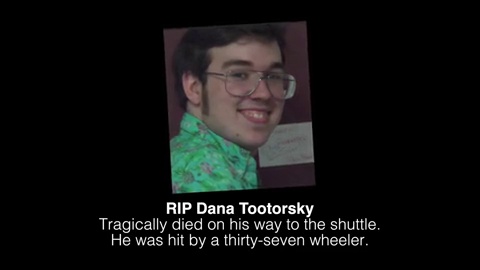 RIP Dana Tootorsky
Tragically died on his way to the shuttle.
He was hit by a thirty-seven wheeler.